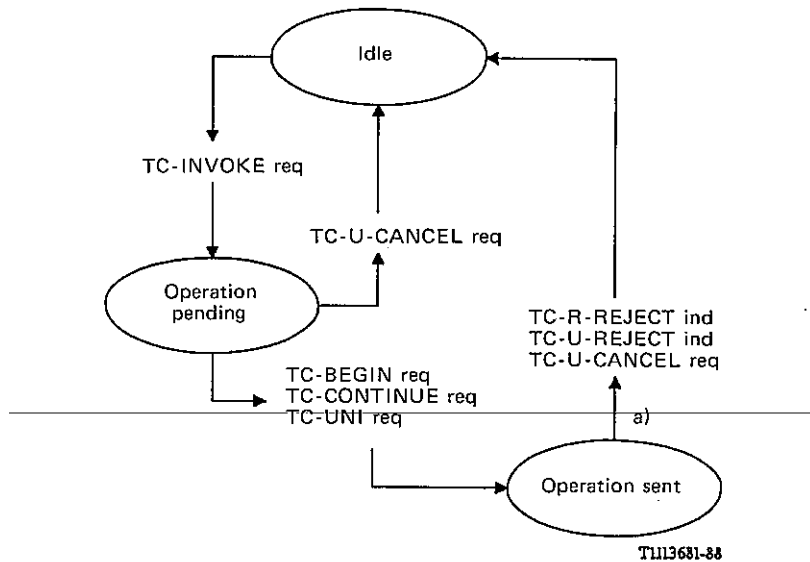 Idle
TC-INVOKE req
TC-U-CANCEL req
Operation
pending
TC-R-REJECT ind
TC-U-REJECT ind
TC-U-CANCEL req
TC-BEGIN req
TC-CONTINUE req
TC-UNI req
a)
Operation sent
T1113681-88